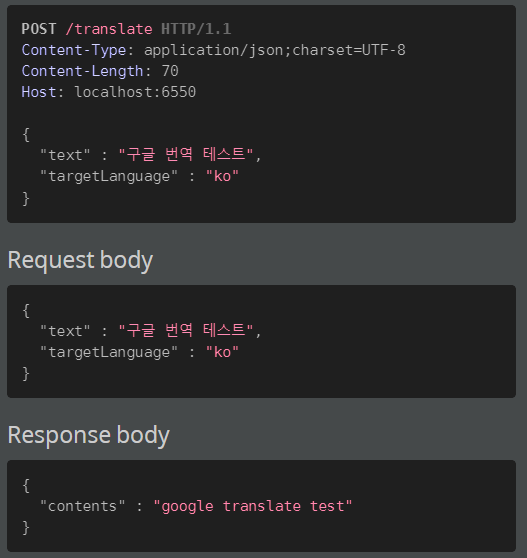 POST /translate HTTP/1.1
Content-Type: application/json;charset=UTF-8
Content-Length: 70
Host: localhost:6550
{
"text" : "구글 번역 테스트",
"targetLanguage" : "ko"
}
Request body
{
"text" : "구글 번역 테스트",
"targetLanguage" : "ko"
}
Response body
{
"contents" : "google translate test"
}